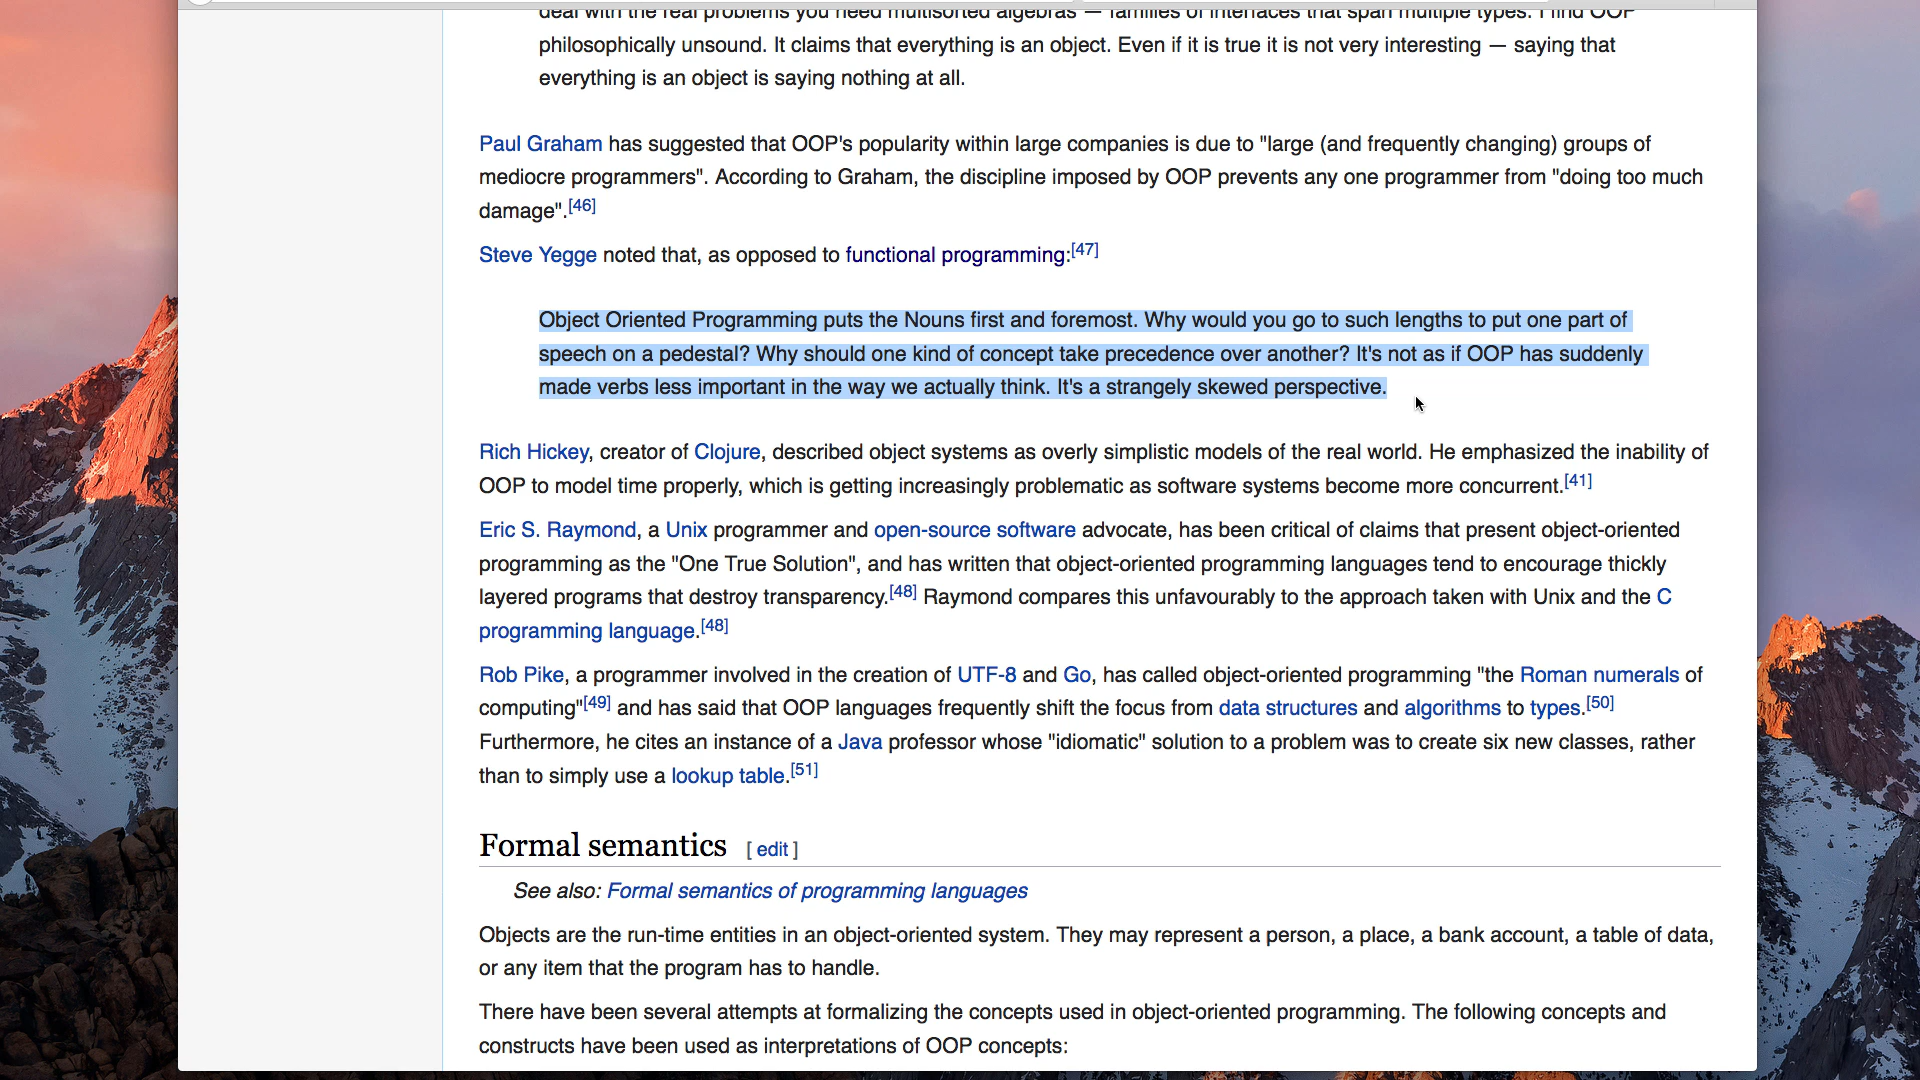 deal with the real problems you need multisorted algebras — families of interfaces that span multiple types. I find OOP
philosophically unsound. It claims that everything is an object. Even if it is true it is not very interesting — saying that
everything is an object is saying nothing at all.
Paul Graham has suggested that OOP's popularity within large companies is due to "large (and frequently changing) groups of
mediocre programmers". According to Graham, the discipline imposed by OOP prevents any one programmer from "doing too much
damage".[46]
Steve Yegge noted that, as opposed to functional programming:[47]
Object Oriented Programming puts the Nouns first and foremost. Why would you go to such lengths to put one part of
speech on a pedestal? Why should one kind of concept take precedence over another? It's not as if OOP has suddenly
made verbs less important in the way we actually think. It's a strangely skewed perspective.
Rich Hickey, creator of Clojure, described object systems as overly simplistic models of the real world. He emphasized the inability of
OOP to model time properly, which is getting increasingly problematic as software systems become more concurrent.[41]
Eric S. Raymond, a Unix programmer and open-source software advocate, has been critical of claims that present object-oriented
programming as the "One True Solution", and has written that object-oriented programming languages tend to encourage thickly
layered programs that destroy transparency.[48] Raymond compares this unfavourably to the approach taken with Unix and the C
programming language.[48]
Rob Pike, a programmer involved in the creation of UTF-8 and Go, has called object-oriented programming "the Roman numerals of
computing"[49] and has said that OOP languages frequently shift the focus from data structures and algorithms to types.[50]
Furthermore, he cites an instance of a Java professor whose "idiomatic" solution to a problem was to create six new classes, rather
than to simply use a lookup table.[51]
Formal semantics [ edit ]
See also: Formal semantics of programming languages
Objects are the run-time entities in an object-oriented system. They may represent a person, a place, a bank account, a table of data,
or any item that the program has to handle.
There have been several attempts at formalizing the concepts used in object-oriented programming. The following concepts and
constructs have been used as interpretations of OOP concepts: